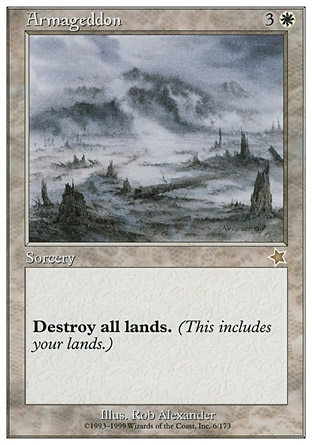 Armageddon 3
Sorcery
Destroy all lands. (This includes
your lands.)
Illus. Rob Alexander
©1993-1999 Wizards of the Coast, Inc. 6/173